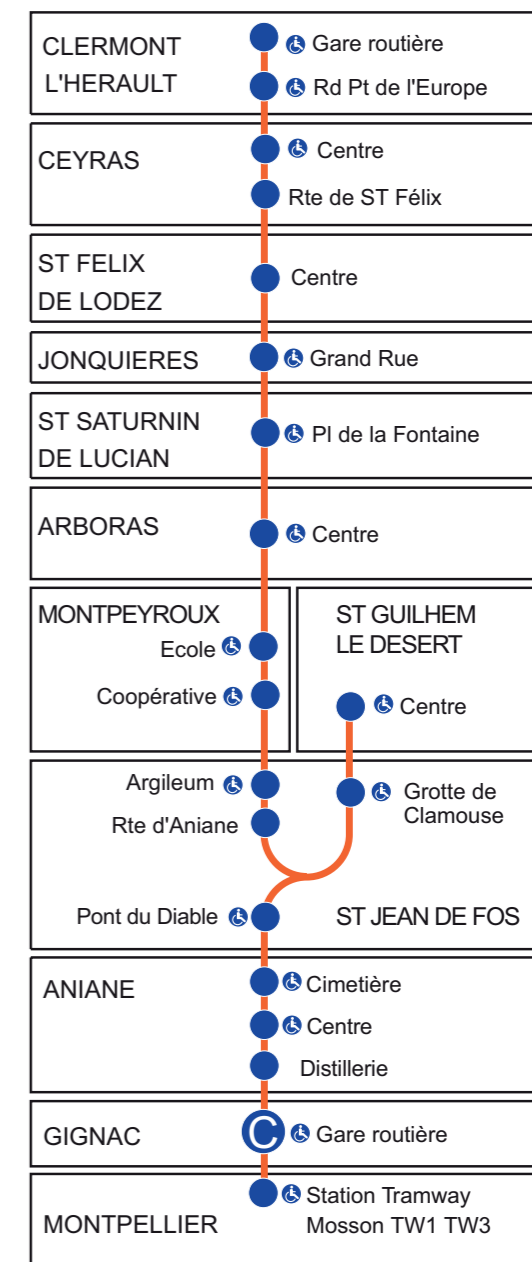 CLERMONT
L'HERAULT
Gare routière
Rd Pt de l'Europe
CEYRAS
Centre
Rte de ST Félix
ST FELIX
DE LODEZ
Centre
JONQUIERES
Grand Rue
ST SATURNIN
DE LUCIAN
Pl de la Fontaine
ARBORAS
Centre
MONTPEYROUX
Ecole
Coopérative
ST GUILHEM
LE DESERT
Centre
Argileum
Rte d'Aniane
Grotte de
Clamouse
Pont du Diable
ST JEAN DE FOS
ANIANE
Cimetière
Centre
Distillerie
GIGNAC
C
Gare routière
MONTPELLIER
Station Tramway
Mosson TW1 TW3